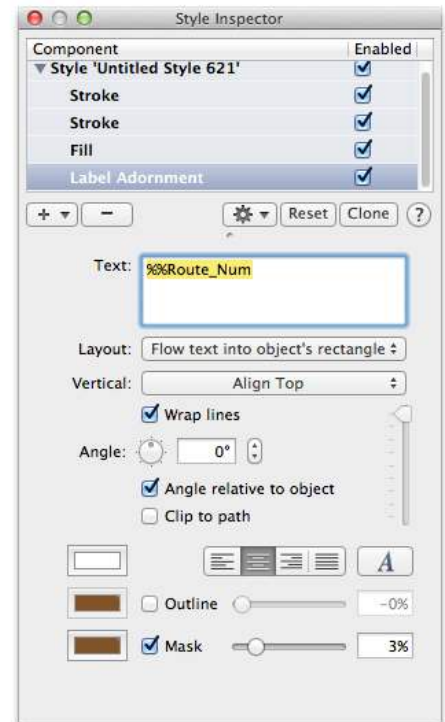 Style Inspector
Component Enabled
Style 'Untitled Style 621'
Stroke
Stroke
Fill
Label Adornment
+ − Reset Clone ?
Text: %%Route_Num
Layout: Flow text into object's rectangle
Vertical: Align Top
Wrap lines
Angle: 0°
Angle relative to object
Clip to path
A
Outline -0%
Mask 3%